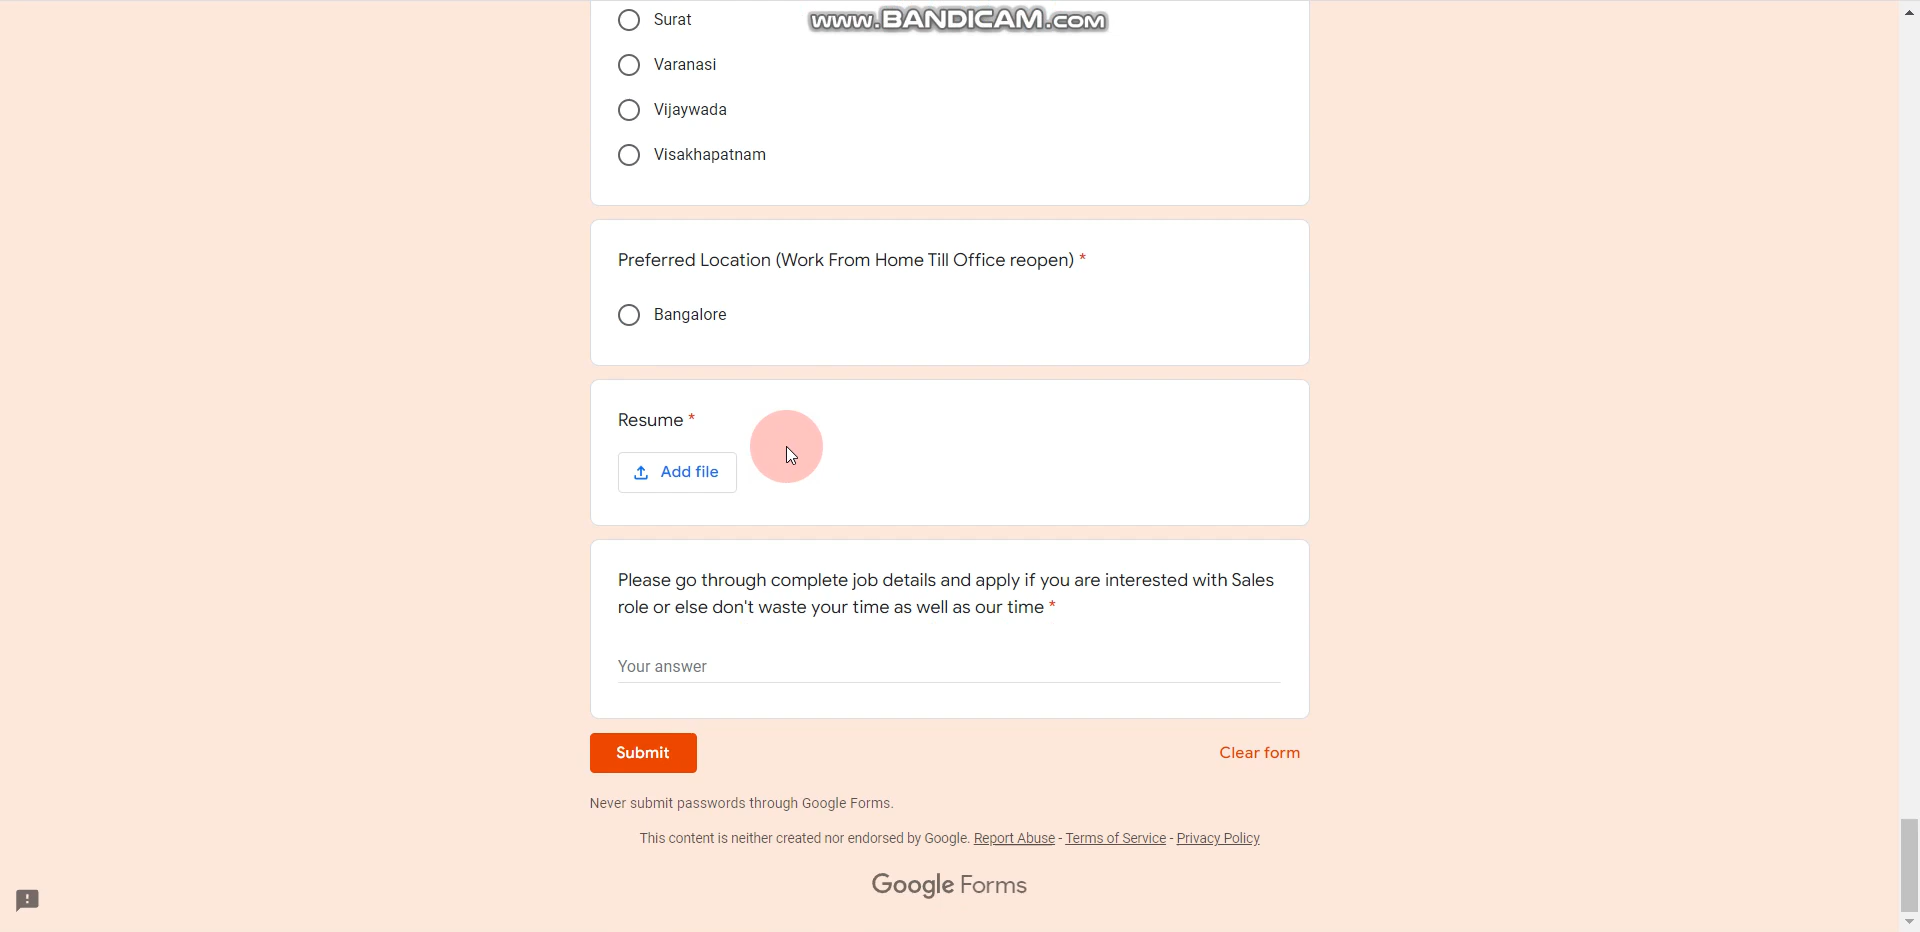 www.BANDICAM.com
Surat
Varanasi
Vijaywada
Visakhapatnam
Preferred Location (Work From Home Till Office reopen) *
Bangalore
Resume *
Add file
Please go through complete job details and apply if you are interested with Sales
role or else don't waste your time as well as our time *
Your answer
Submit
Clear form
Never submit passwords through Google Forms.
This content is neither created nor endorsed by Google. Report Abuse - Terms of Service - Privacy Policy
Google Forms